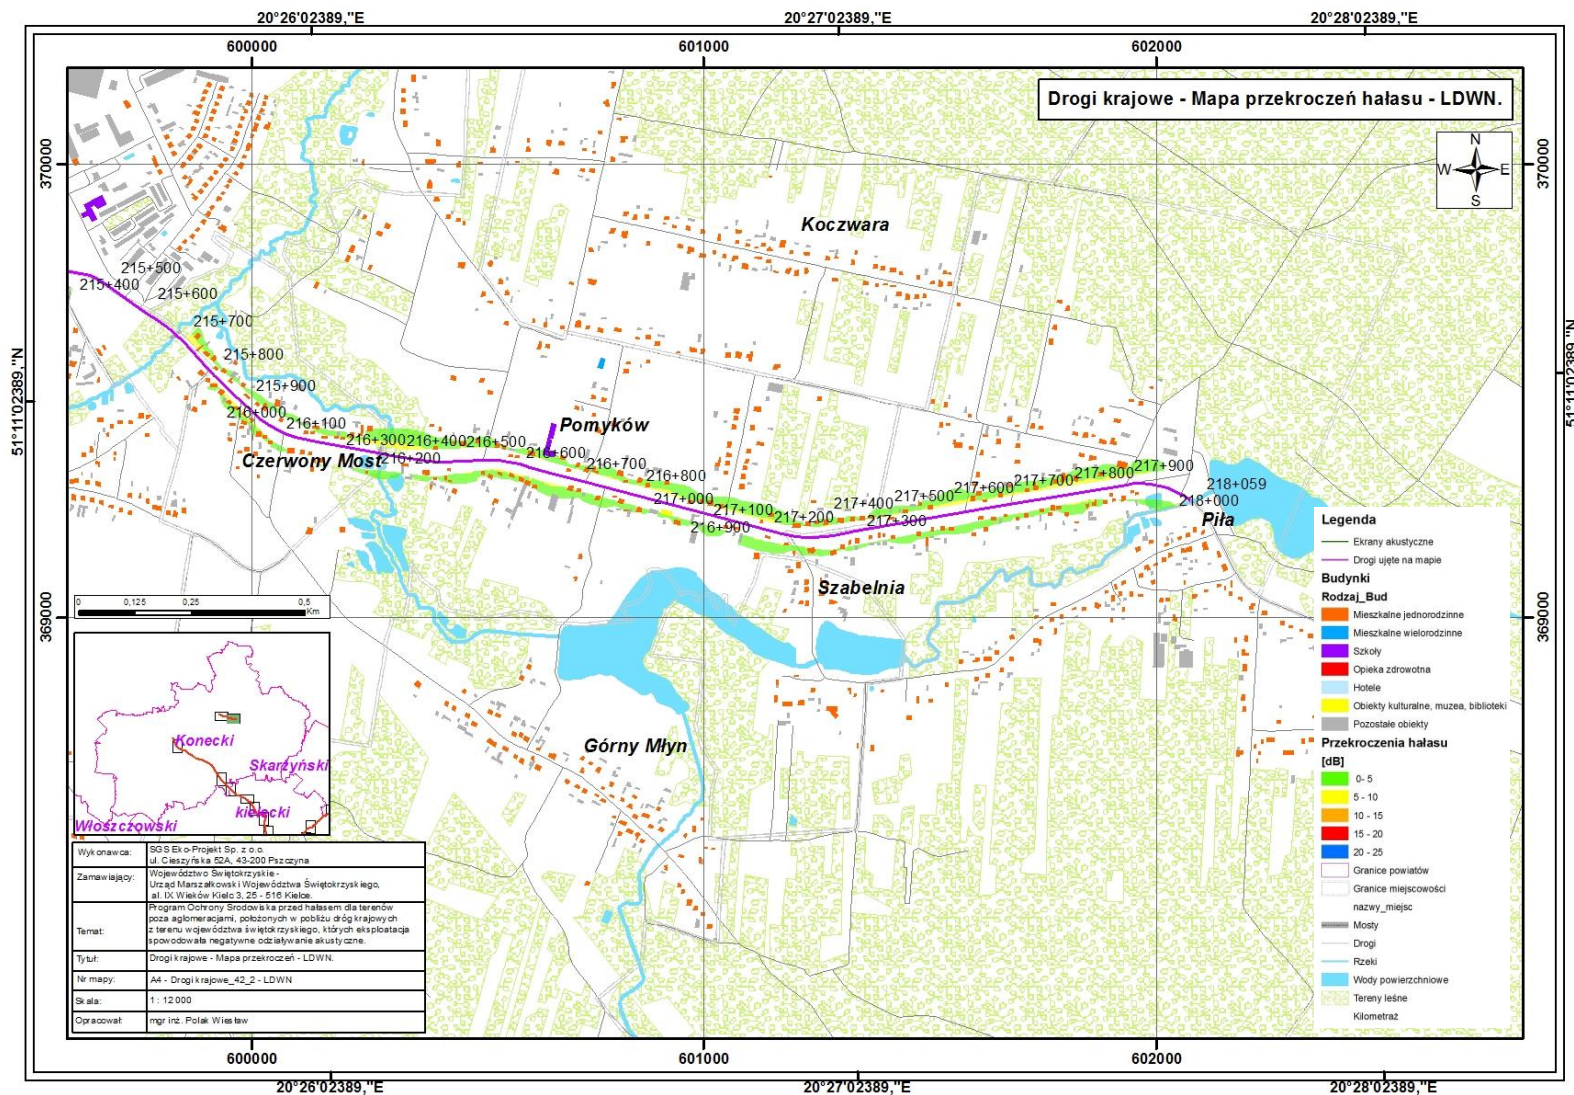 20°26'02389,"E
20°27'02389,"E
20°28'02389,"E
600000
601000
602000
Drogi krajowe - Mapa przekroczeń hałasu - LDWN.
N
W
E
S
370000
370000
Koczwara
215+500
215+400
215+600
215+700
215+800
215+900
216+000
216+100
216+300
216+400
216+500
216+200
216+600
216+700
216+800
217+000
216+900
217+100
217+200
217+300
217+400
217+500
217+600
217+700
217+800
217+900
218+059
218+000
Pomyków
Czerwony Most
Piła
Szabelnia
Górny Młyn
51°11'02389,"N
51°11'02389,"N
369000
369000
0
0,125
0,25
0,5
Km
Konecki
Skarżyński
kielecki
Włoszczowski
Legenda
Ekrany akustyczne
Drogi ujęte na mapie
Budynki
Rodzaj_Bud
Mieszkalne jednorodzinne
Mieszkalne wielorodzinne
Szkoły
Opieka zdrowotna
Hotele
Obiekty kulturalne, muzea, biblioteki
Pozostałe obiekty
Przekroczenia hałasu
[dB]
0- 5
5 - 10
10 - 15
15 - 20
20 - 25
Granice powiatów
Granice miejscowości
nazwy_miejsc
Mosty
Drogi
Rzeki
Wody powierzchniowe
Tereny leśne
Kilometraż
Wykonawca:
SGS Eko-Projekt Sp. z o.o.
ul. Cieszyńska 52A, 43-200 Pszczyna
Zamawiający:
Województwo Świętokrzyskie -
Urząd Marszałkowski Województwa Świętokrzyskiego,
al. IX Wieków Kielc 3, 25 - 516 Kielce.
Temat:
Program Ochrony Środowiska przed hałasem dla terenów
poza aglomeracjami, położonych w pobliżu dróg krajowych
z terenu województwa świętokrzyskiego, których eksploatacja
spowodowała negatywne odziaływanie akustyczne.
Tytuł:
Drogi krajowe - Mapa przekroczeń - LDWN.
Nr mapy:
A4 - Drogi krajowe_42_2 - LDWN
Skala:
1 : 12 000
Opracował:
mgr inż. Polak Wiesław
600000
601000
602000
20°26'02389,"E
20°27'02389,"E
20°28'02389,"E